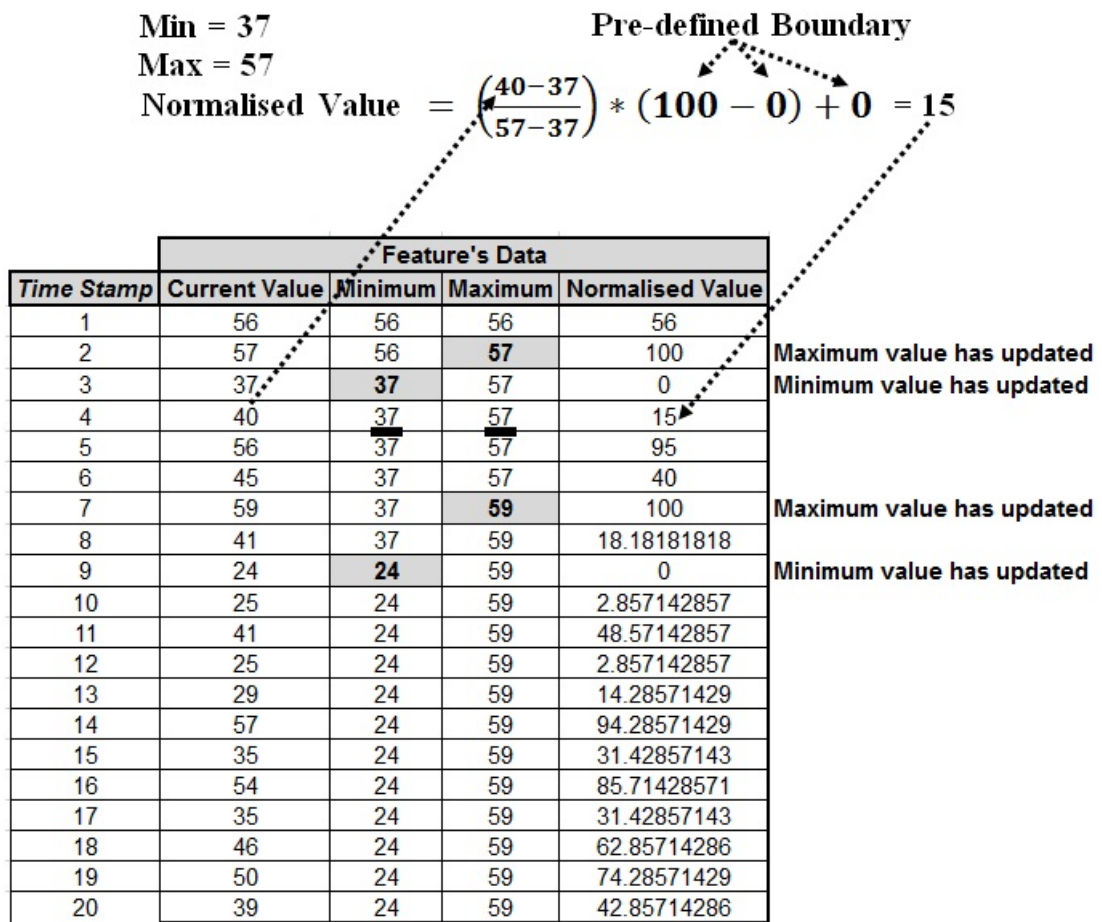 Min = 37
Pre-defined Boundary
Max = 57
Normalised Value = (40−37 / 57−37) * (100 − 0) + 0 = 15
Feature's Data
Time Stamp Current Value Minimum Maximum Normalised Value
1 56 56 56 56
2 57 56 57 100 Maximum value has updated
3 37 37 57 0 Minimum value has updated
4 40 37 57 15
5 56 37 57 95
6 45 37 57 40
7 59 37 59 100 Maximum value has updated
8 41 37 59 18.18181818
9 24 24 59 0 Minimum value has updated
10 25 24 59 2.857142857
11 41 24 59 48.57142857
12 25 24 59 2.857142857
13 29 24 59 14.28571429
14 57 24 59 94.28571429
15 35 24 59 31.42857143
16 54 24 59 85.71428571
17 35 24 59 31.42857143
18 46 24 59 62.85714286
19 50 24 59 74.28571429
20 39 24 59 42.85714286